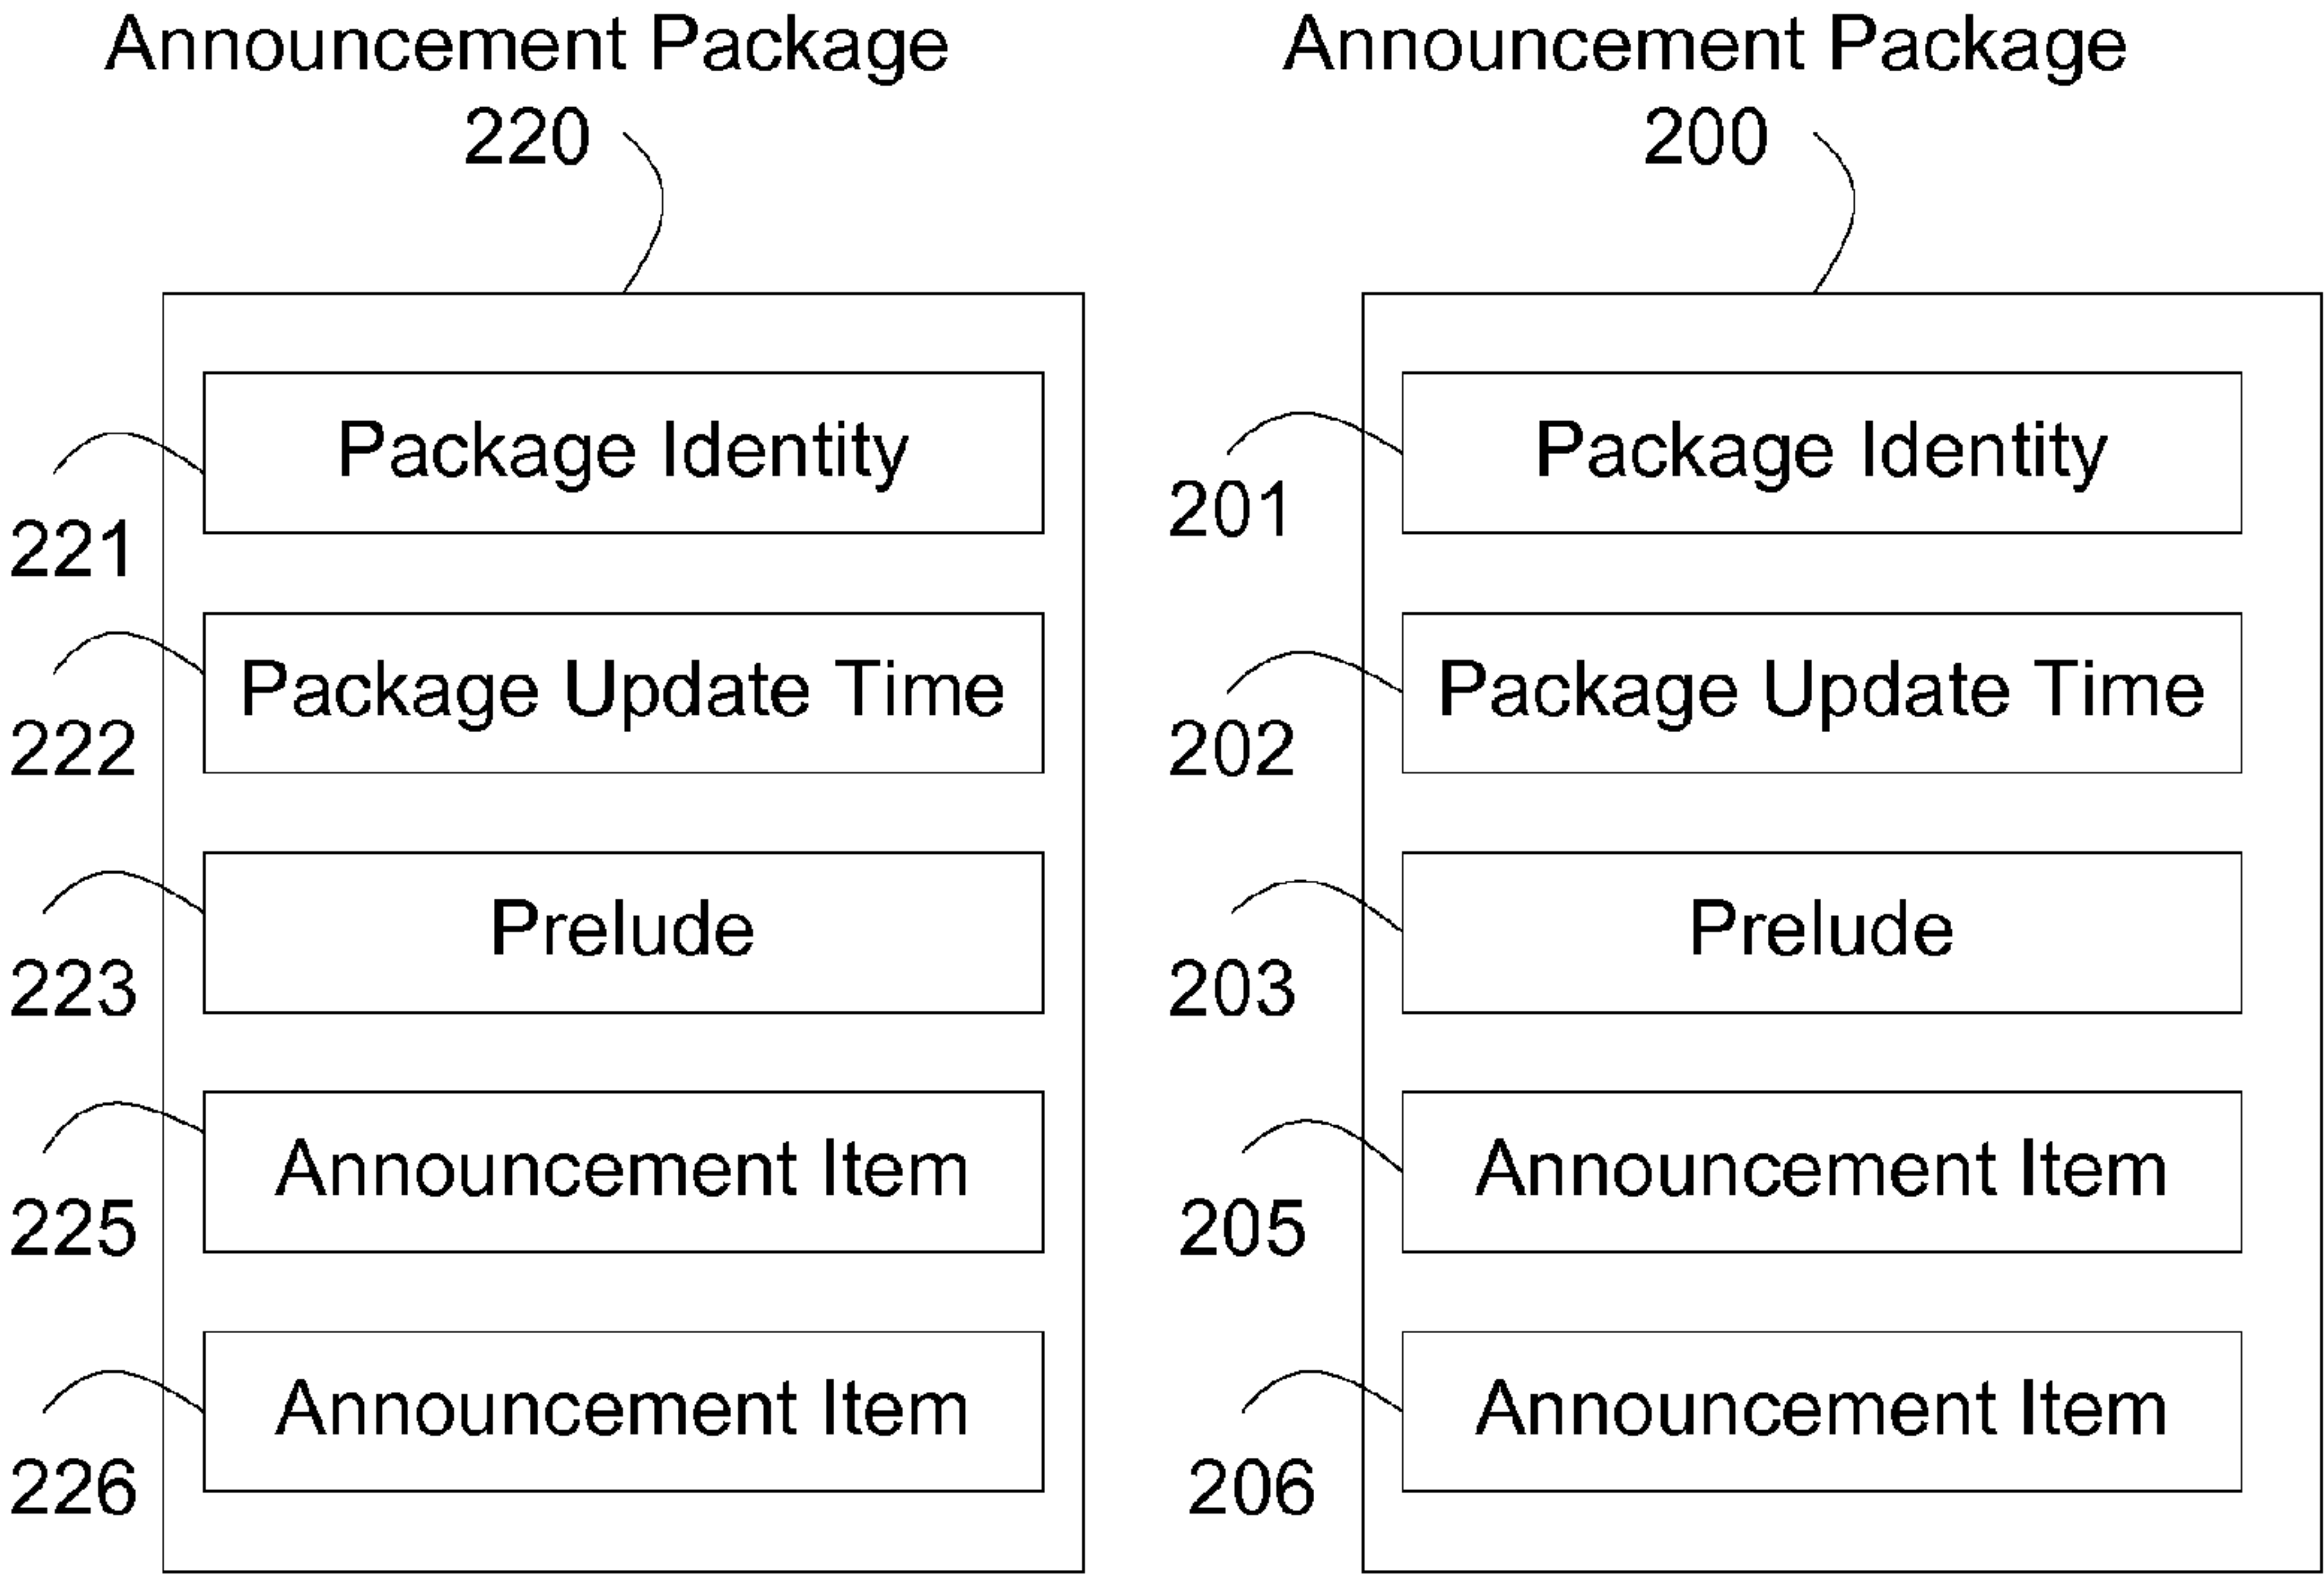 Announcement Package
220
Package Identity
221
Package Update Time
222
Prelude
223
Announcement Item
225
Announcement Item
226
Announcement Package
200
Package Identity
201
Package Update Time
202
Prelude
203
Announcement Item
205
Announcement Item
206